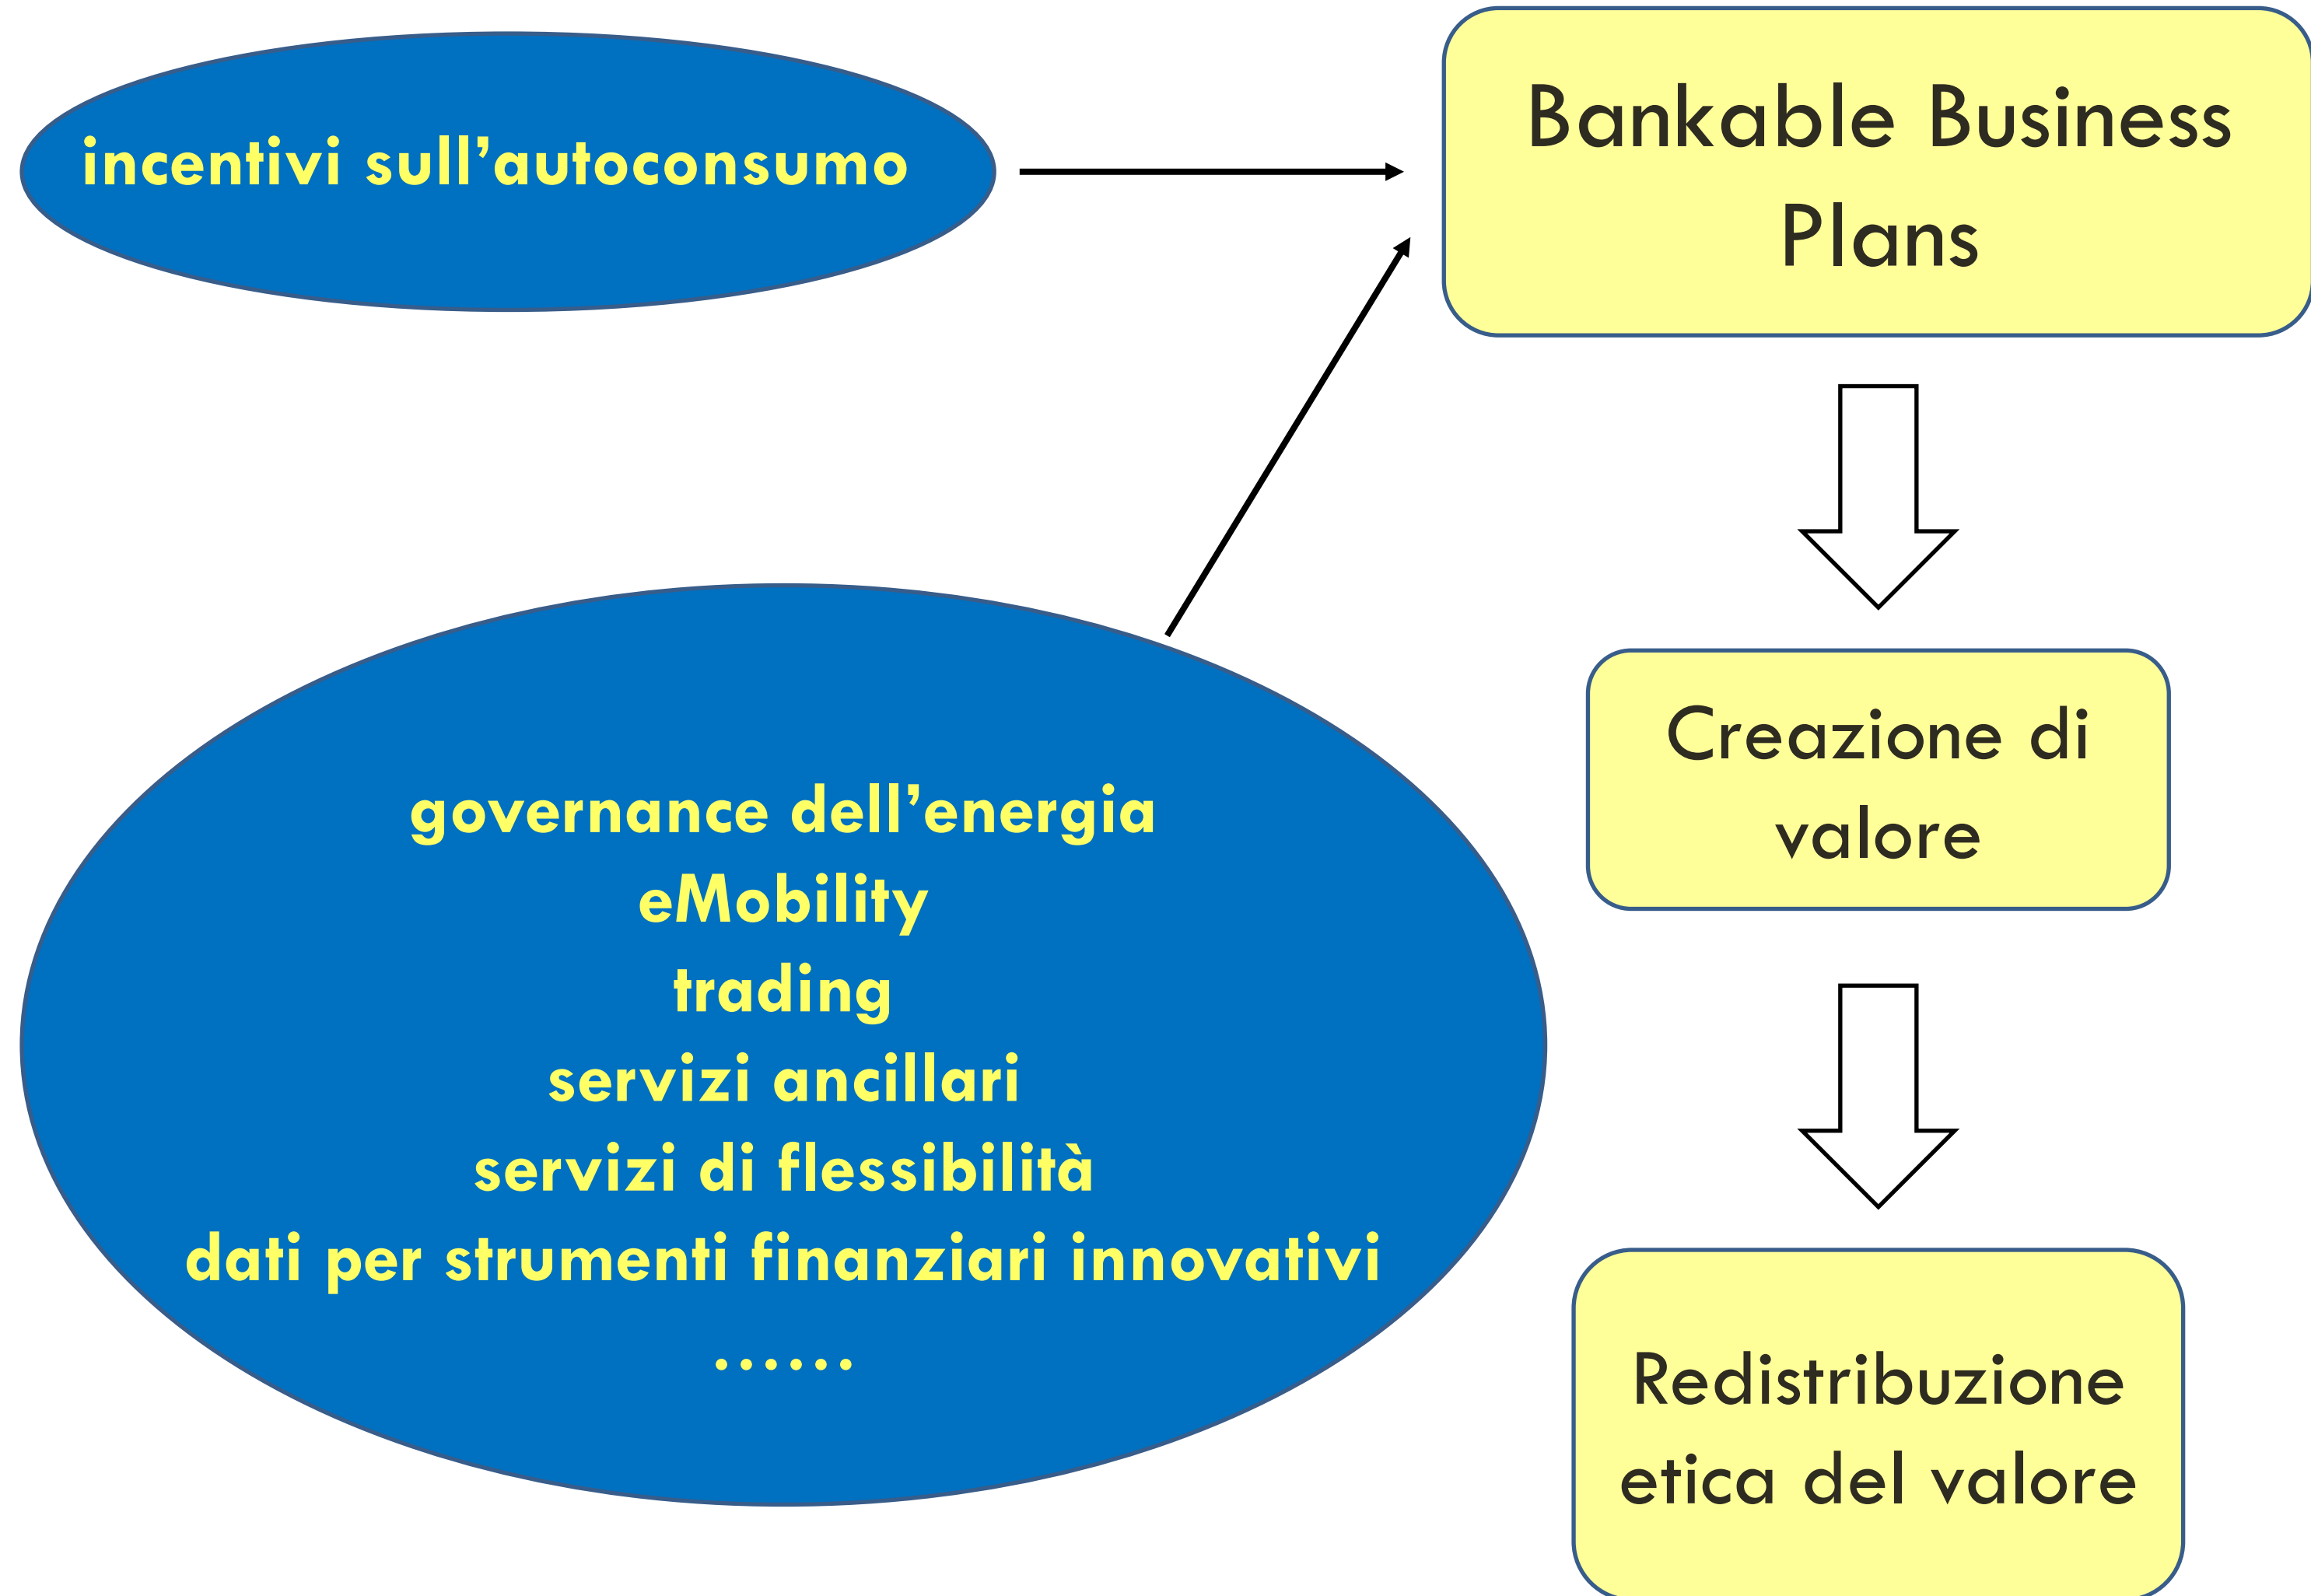 incentivi sull'autoconsumo
Bankable Business
Plans
governance dell'energia
eMobility
trading
servizi ancillari
servizi di flessibilità
dati per strumenti finanziari innovativi
......
Creazione di
valore
Redistribuzione
etica del valore